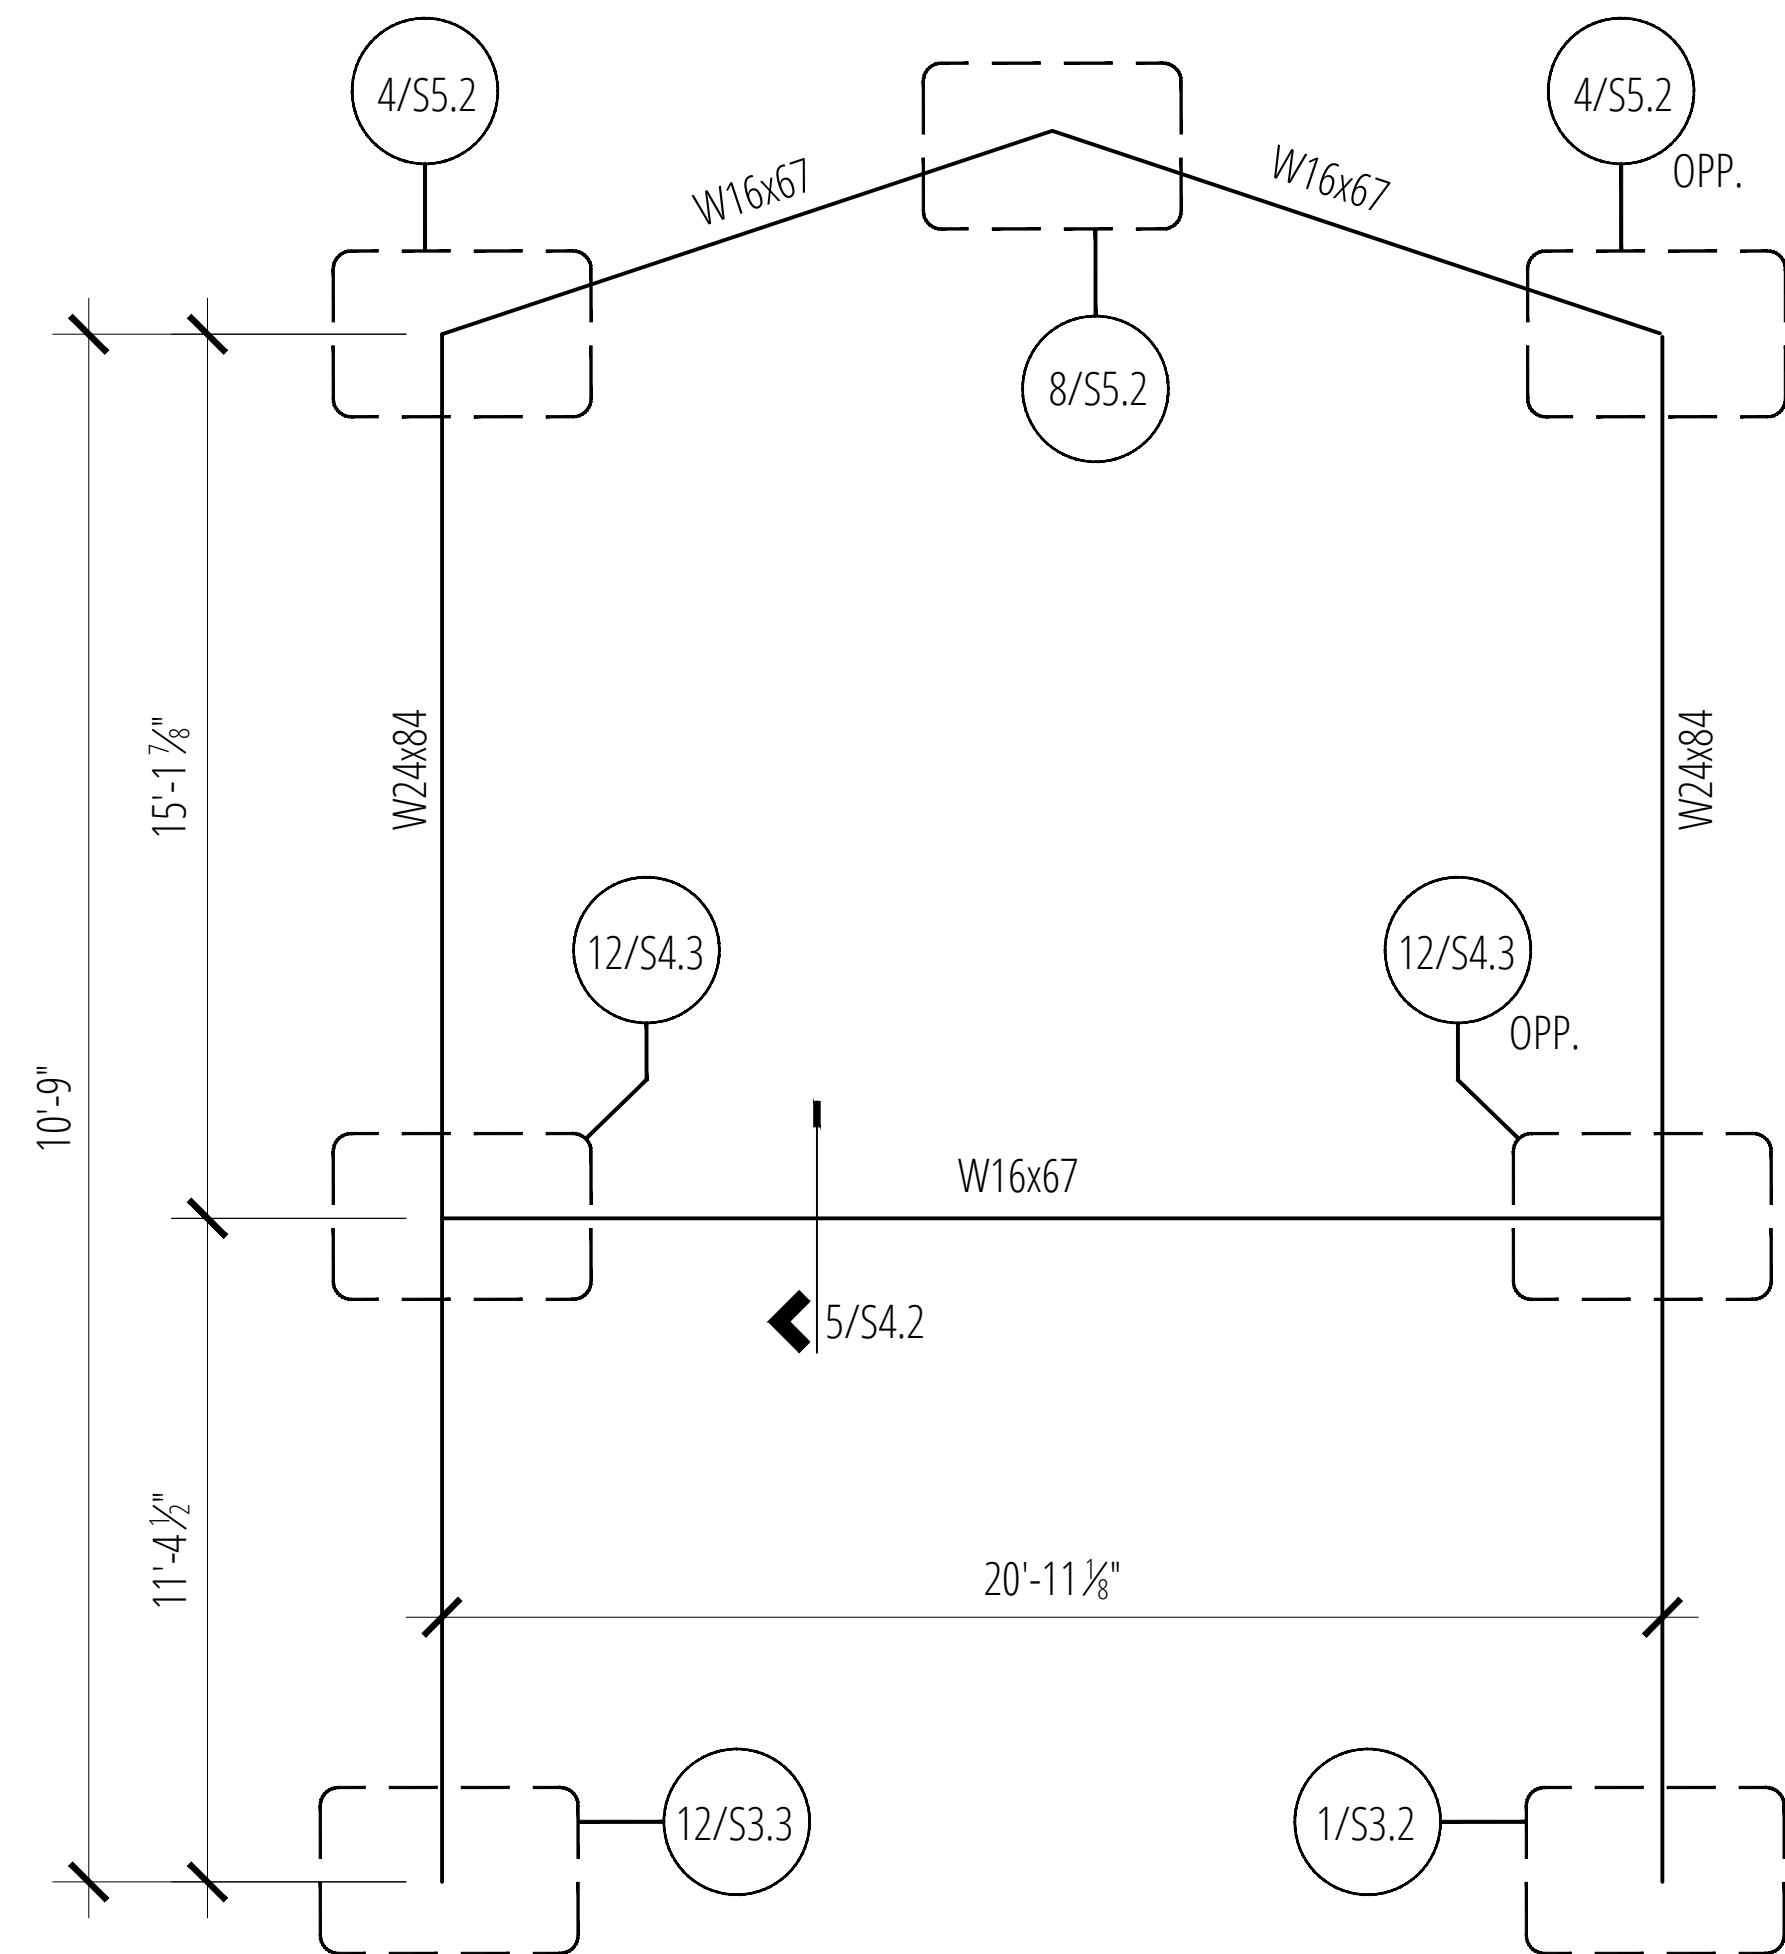 4/S5.2
4/S5.2
OPP.
W16x67
W16x67
8/S5.2
15'-1 ⅞"
W24x84
W24x84
12/S4.3
12/S4.3
OPP.
10'-9"
W16x67
5/S4.2
11'-4 ½"
20'-11 ⅛"
12/S3.3
1/S3.2